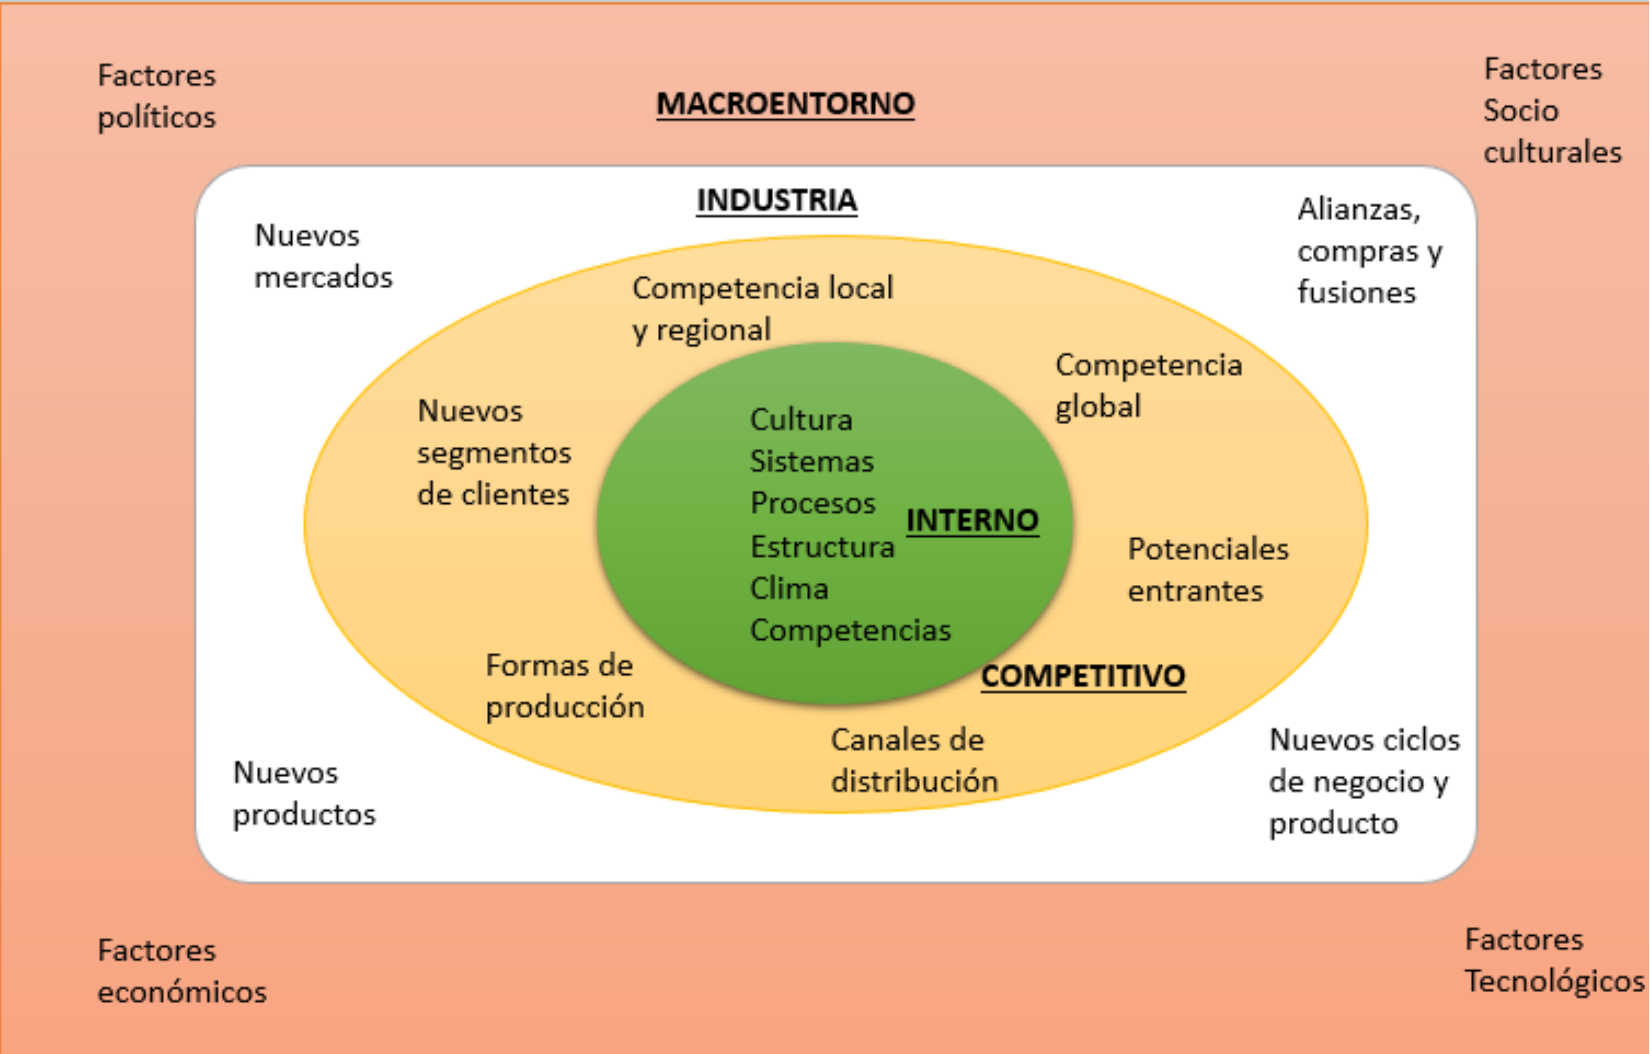 Factores
políticos
MACROENTORNO
Factores
Socio
culturales
INDUSTRIA
Nuevos
mercados
Alianzas,
compras y
fusiones
Competencia local
y regional
Competencia
global
Nuevos
segmentos
de clientes
Cultura
Sistemas
Procesos
Estructura
Clima
Competencias
INTERNO
Potenciales
entrantes
Formas de
producción
COMPETITIVO
Canales de
distribución
Nuevos
productos
Nuevos ciclos
de negocio y
producto
Factores
económicos
Factores
Tecnológicos